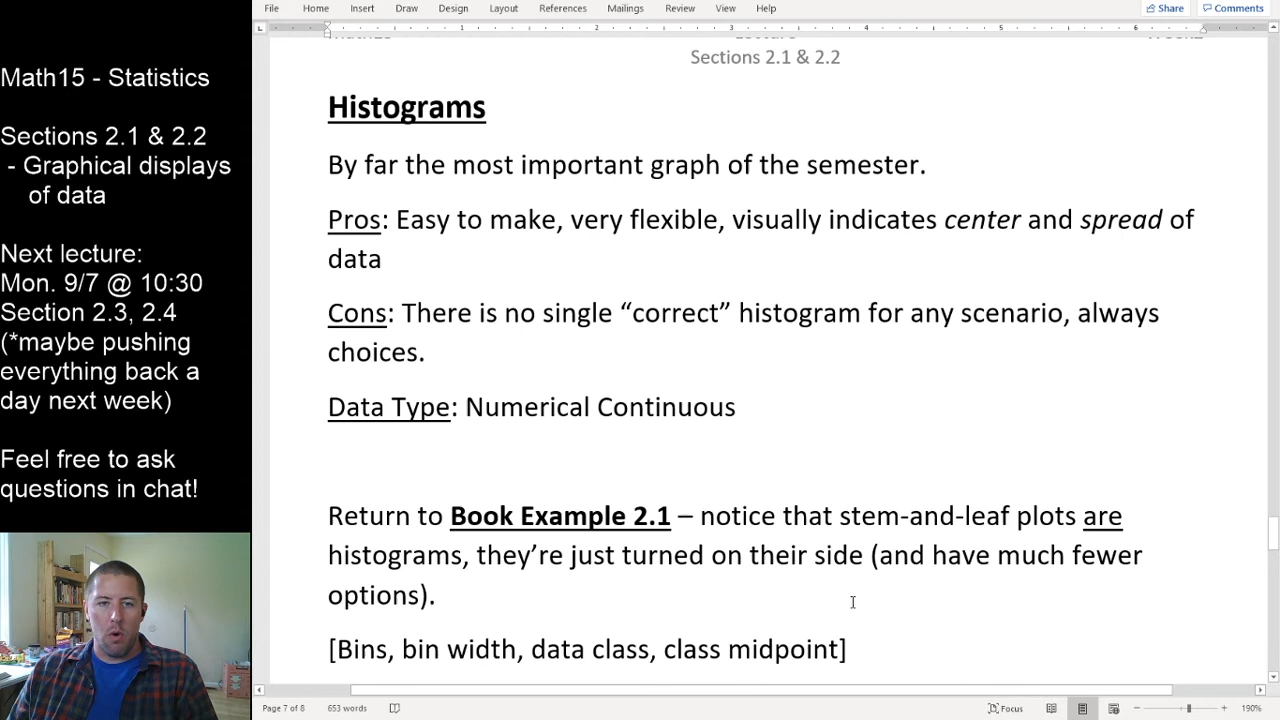 File Home Insert Draw Design Layout References Mailings Review View Help Share Comments
1 2 3 4 5 6
Sections 2.1 & 2.2
Math15 - Statistics
Sections 2.1 & 2.2
- Graphical displays
of data
Next lecture:
Mon. 9/7 @ 10:30
Section 2.3, 2.4
(*maybe pushing
everything back a
day next week)
Feel free to ask
questions in chat!
Histograms
By far the most important graph of the semester.
Pros: Easy to make, very flexible, visually indicates center and spread of
data
Cons: There is no single “correct” histogram for any scenario, always
choices.
Data Type: Numerical Continuous
Return to Book Example 2.1 – notice that stem-and-leaf plots are
histograms, they’re just turned on their side (and have much fewer
options).
[Bins, bin width, data class, class midpoint]
Page 7 of 8 653 words Focus 190%